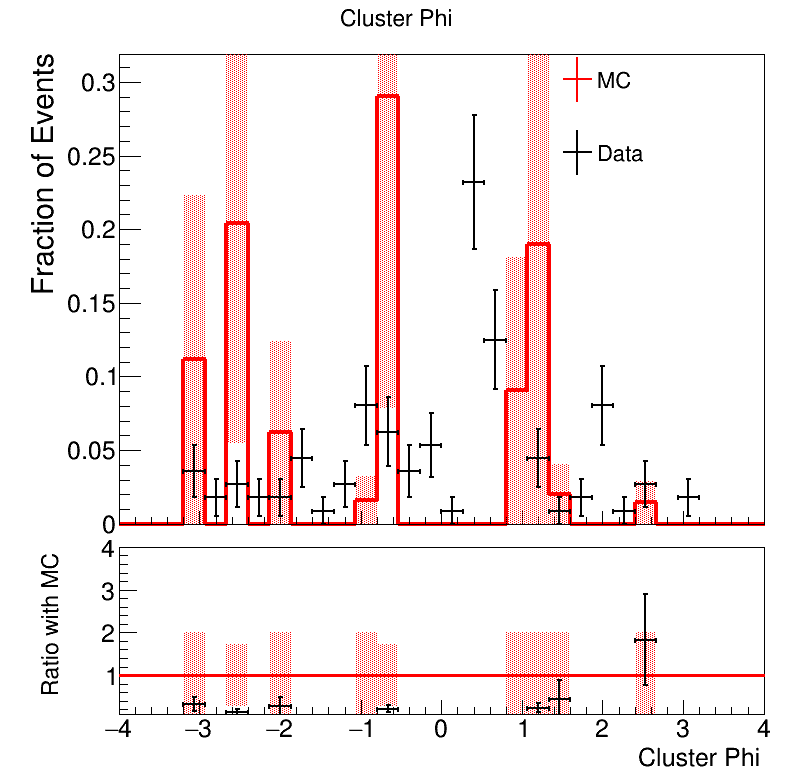 Cluster Phi
Fraction of Events
0.3
0.25
0.2
0.15
0.1
0.05
0
MC
Data
Ratio with MC
4
3
2
1
−4 −3 −2 −1 0 1 2 3 4
Cluster Phi